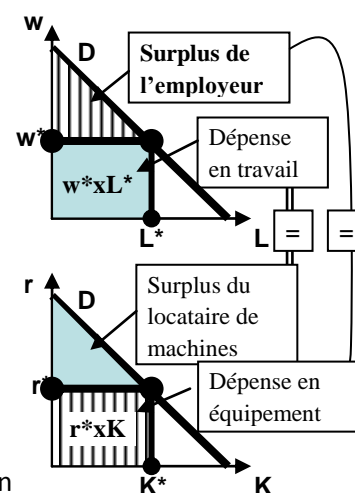 w
D
Surplus de
l'employeur
w*
Dépense
en travail
w*xL*
L*
L
=
=
r
D
Surplus du
locataire de
machines
r*
Dépense en
équipement
r*xK
n
K*
K